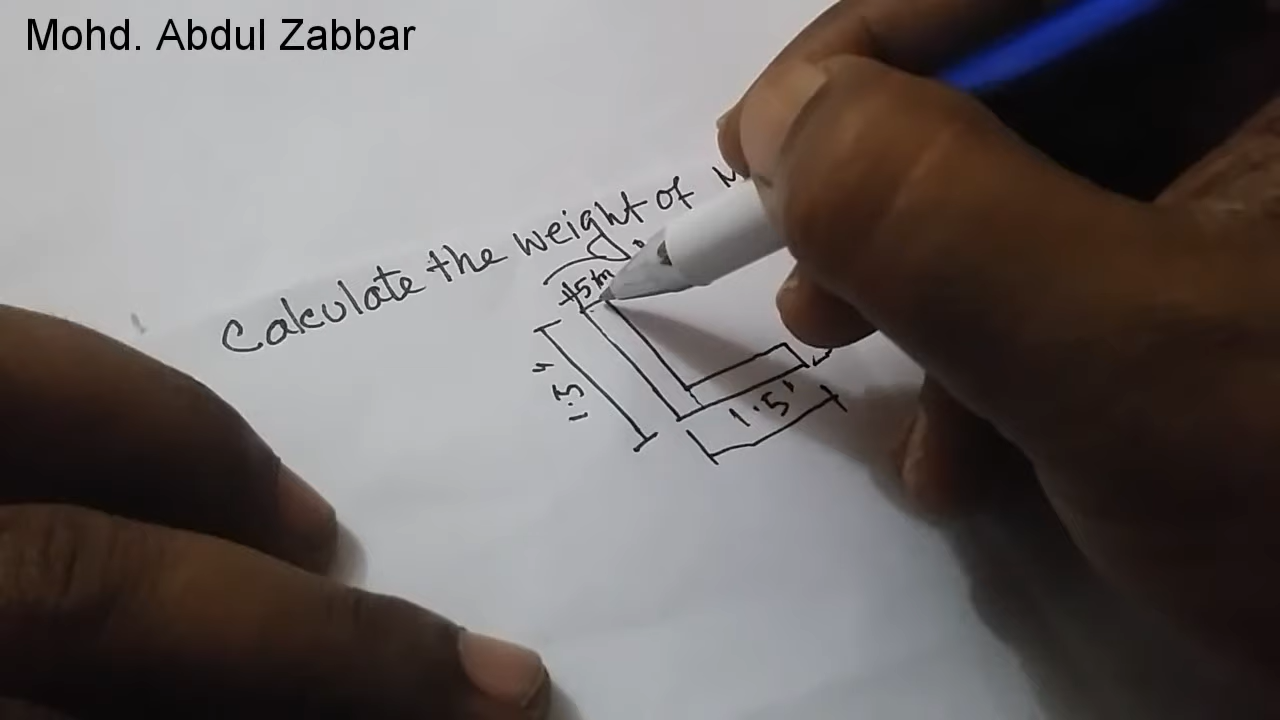 Mohd. Abdul Zabbar
Calculate the weight of M
5m
1.5"
1.5'